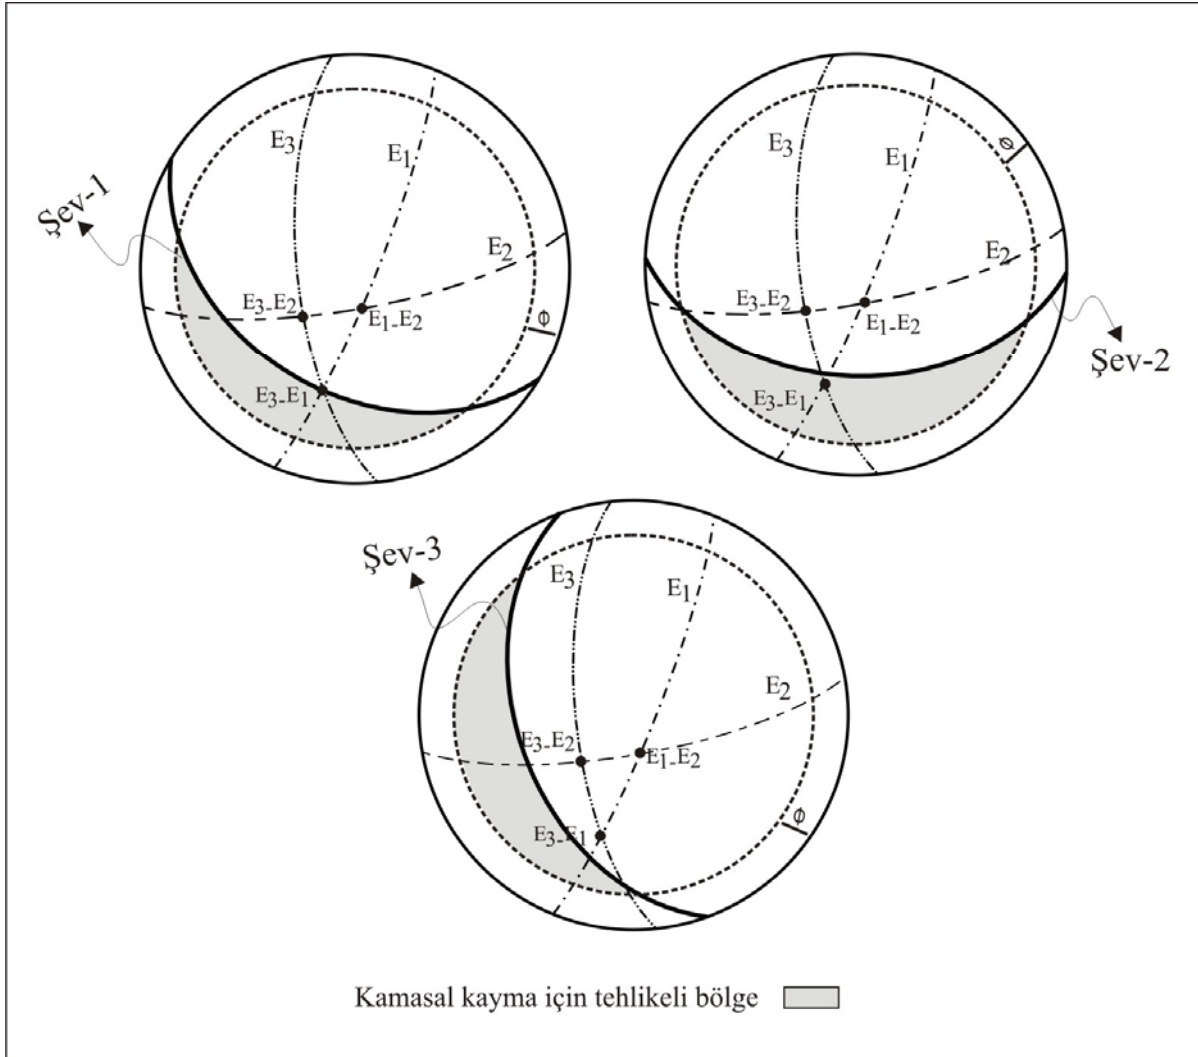 E3
E1
Şev-1
E2
E3-E2
E1-E2
ϕ
E3-E1
ϕ
E3
E1
E2
E3-E2
E1-E2
Şev-2
E3-E1
Şev-3
E3
E1
E2
E3-E2
E1-E2
ϕ
E3-E1
Kamasal kayma için tehlikeli bölge